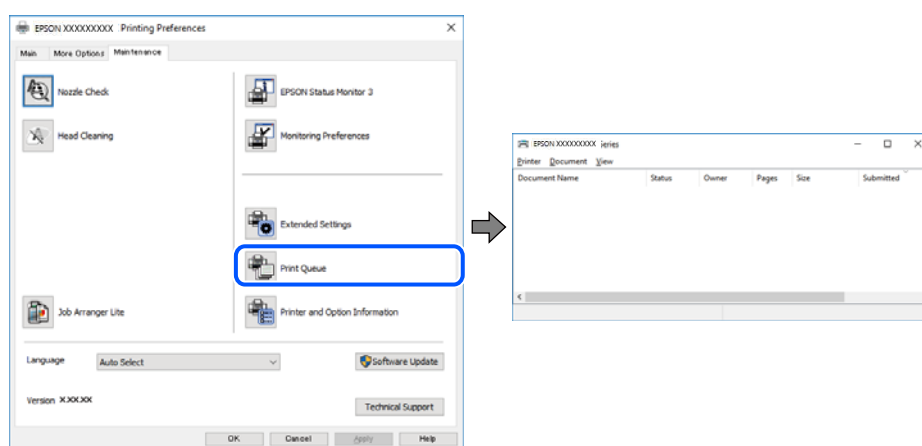 EPSON XXXXXXXXX Printing Preferences
Main More Options Maintenance
Nozzle Check
EPSON Status Monitor 3
Head Cleaning
Monitoring Preferences
Extended Settings
Print Queue
Job Arranger Lite
Printer and Option Information
Language Auto Select
Software Update
Version X.XX.XX
Technical Support
OK Cancel Apply Help
EPSON XXXXXXXXX Series
Printer Document View
Document Name Status Owner Pages Size Submitted